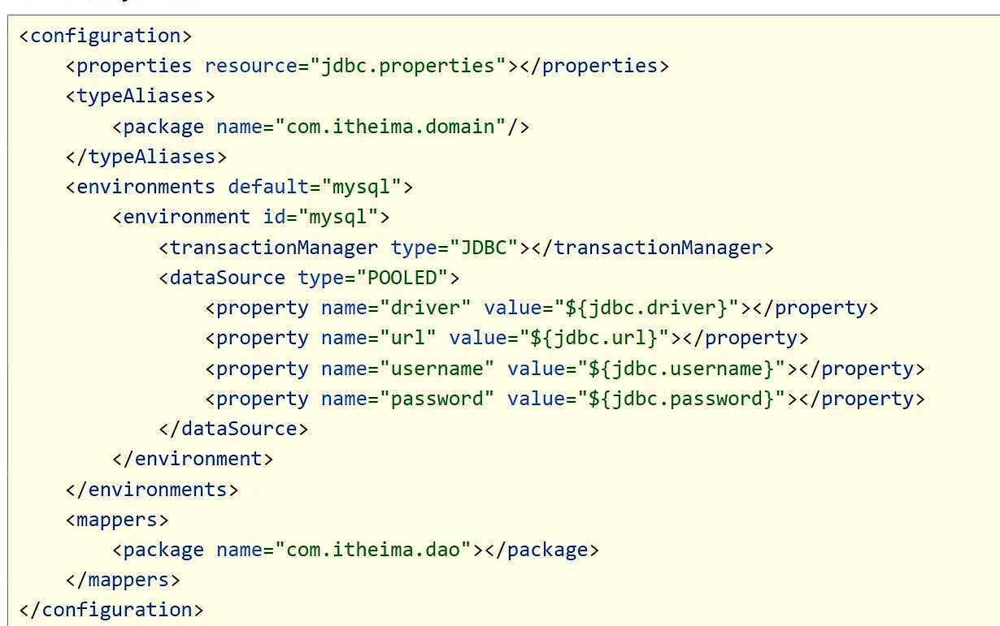 <configuration>
    <properties resource="jdbc.properties"></properties>
    <typeAliases>
        <package name="com.itheima.domain"/>
    </typeAliases>
    <environments default="mysql">
        <environment id="mysql">
            <transactionManager type="JDBC"></transactionManager>
            <dataSource type="POOLED">
                <property name="driver" value="${jdbc.driver}"></property>
                <property name="url" value="${jdbc.url}"></property>
                <property name="username" value="${jdbc.username}"></property>
                <property name="password" value="${jdbc.password}"></property>
            </dataSource>
        </environment>
    </environments>
    <mappers>
        <package name="com.itheima.dao"></package>
    </mappers>
</configuration>